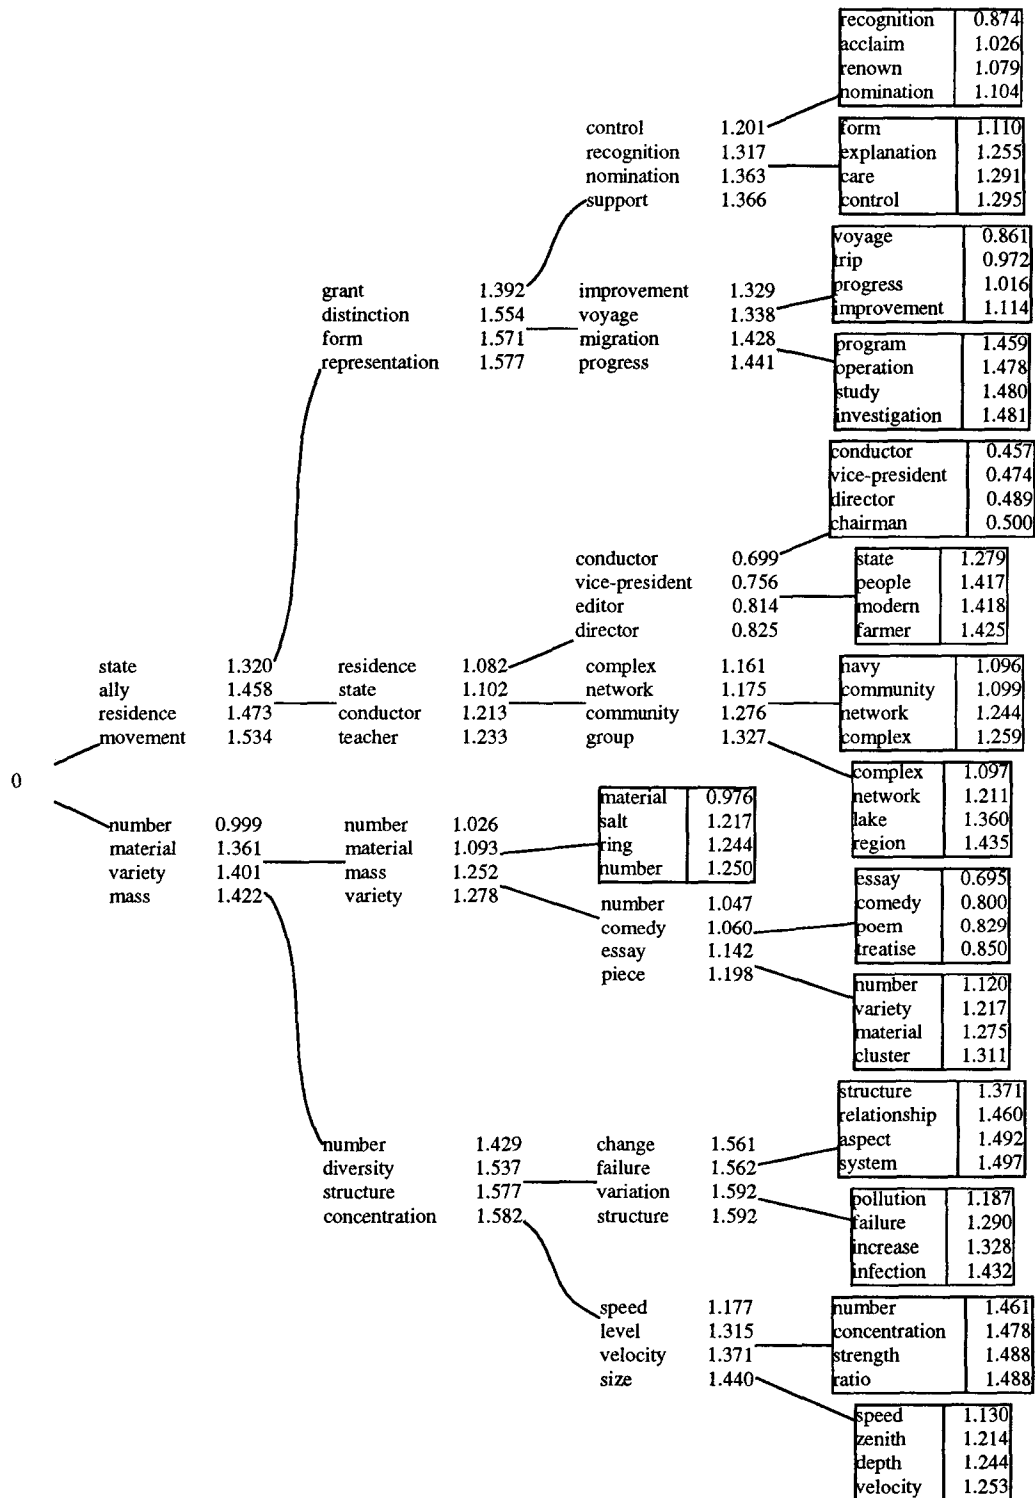 recognition 0.874
acclaim 1.026
renown 1.079
nomination 1.104
control 1.201
recognition 1.317
nomination 1.363
support 1.366
form 1.110
explanation 1.255
care 1.291
control 1.295
voyage 0.861
trip 0.972
progress 1.016
improvement 1.114
grant 1.392
distinction 1.554
form 1.571
representation 1.577
improvement 1.329
voyage 1.338
migration 1.428
progress 1.441
program 1.459
operation 1.478
study 1.480
investigation 1.481
conductor 0.457
vice-president 0.474
director 0.489
chairman 0.500
conductor 0.699
vice-president 0.756
editor 0.814
director 0.825
state 1.279
people 1.417
modern 1.418
farmer 1.425
state 1.320
ally 1.458
residence 1.473
movement 1.534
residence 1.082
state 1.102
conductor 1.213
teacher 1.233
complex 1.161
network 1.175
community 1.276
group 1.327
navy 1.096
community 1.099
network 1.244
complex 1.259
0
complex 1.097
network 1.211
lake 1.360
region 1.435
number 0.999
material 1.361
variety 1.401
mass 1.422
number 1.026
material 1.093
mass 1.252
variety 1.278
material 0.976
salt 1.217
ring 1.244
number 1.250
number 1.047
comedy 1.060
essay 1.142
piece 1.198
essay 0.695
comedy 0.800
poem 0.829
treatise 0.850
number 1.120
variety 1.217
material 1.275
cluster 1.311
number 1.429
diversity 1.537
structure 1.577
concentration 1.582
change 1.561
failure 1.562
variation 1.592
structure 1.592
structure 1.371
relationship 1.460
aspect 1.492
system 1.497
pollution 1.187
failure 1.290
increase 1.328
infection 1.432
speed 1.177
level 1.315
velocity 1.371
size 1.440
number 1.461
concentration 1.478
strength 1.488
ratio 1.488
speed 1.130
zenith 1.214
depth 1.244
velocity 1.253